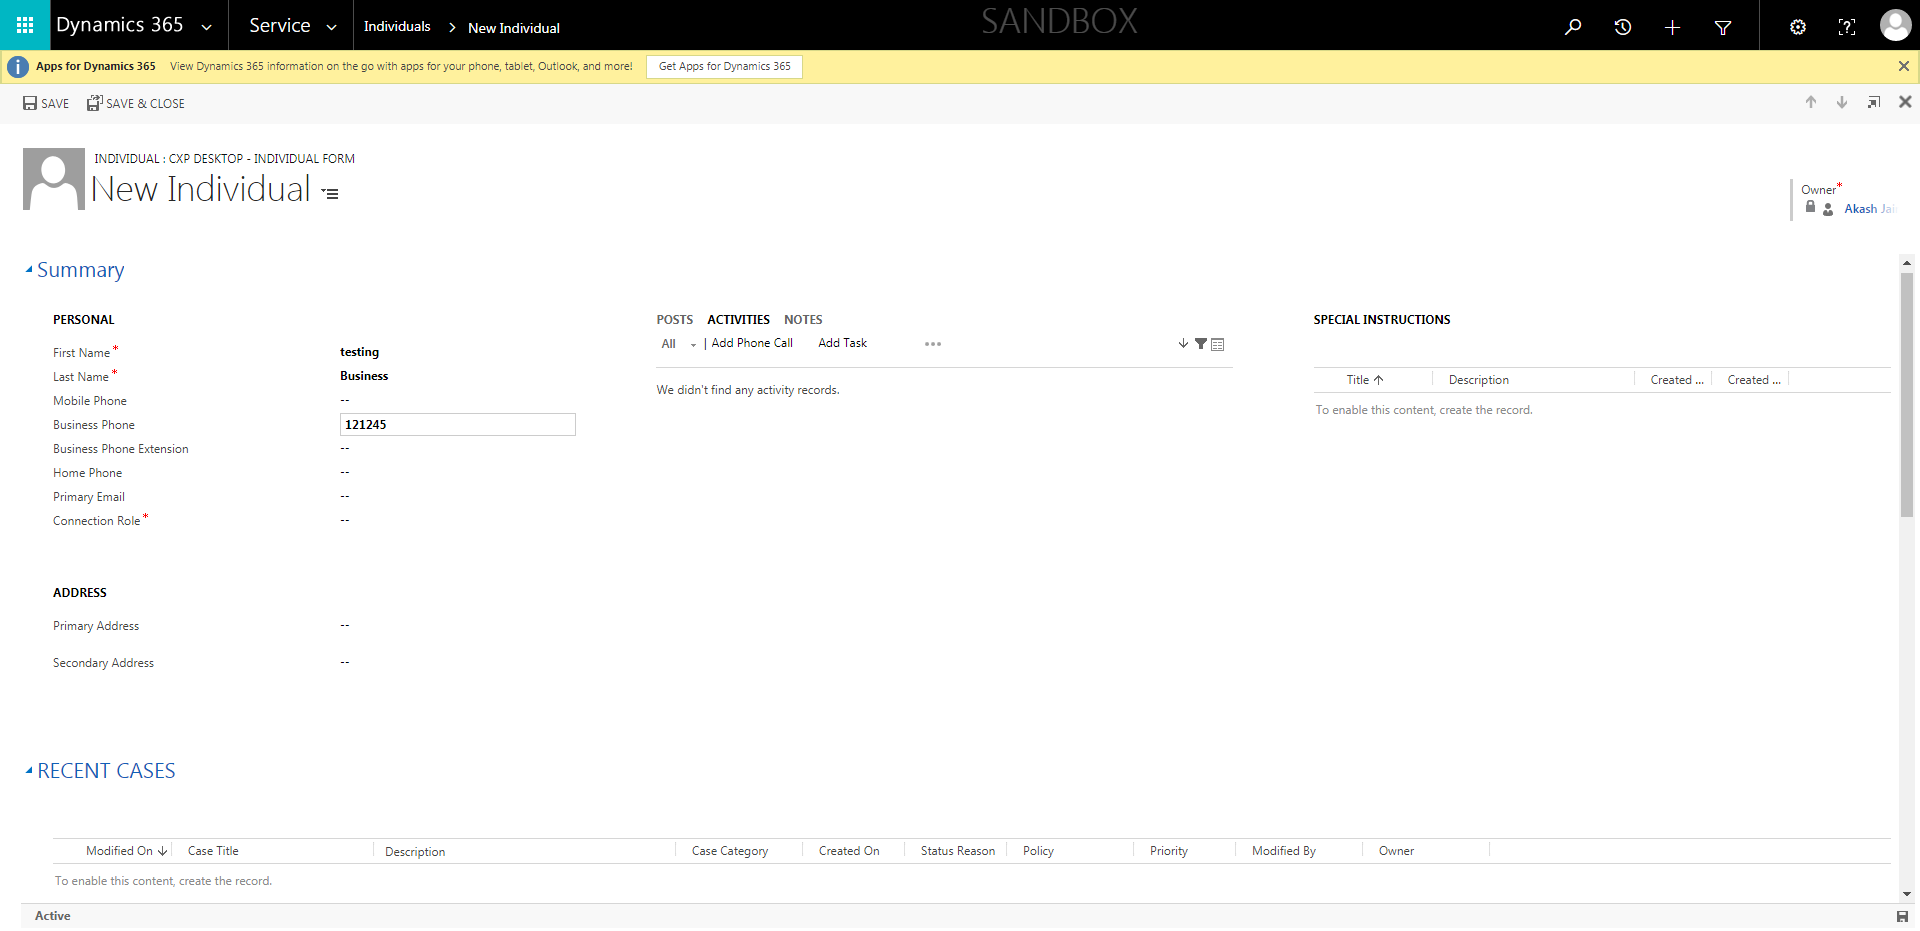 Dynamics 365 Service Individuals > New Individual SANDBOX
Apps for Dynamics 365 View Dynamics 365 information on the go with apps for your phone, tablet, Outlook, and more! Get Apps for Dynamics 365
SAVE SAVE & CLOSE
INDIVIDUAL : CXP DESKTOP - INDIVIDUAL FORM
New Individual
Owner*
Akash Jai
Summary
PERSONAL
First Name* testing
Last Name* Business
Mobile Phone --
Business Phone 121245
Business Phone Extension --
Home Phone --
Primary Email --
Connection Role* --
ADDRESS
Primary Address --
Secondary Address --
POSTS ACTIVITIES NOTES
All | Add Phone Call Add Task •••
We didn't find any activity records.
SPECIAL INSTRUCTIONS
Title Description Created ... Created ...
To enable this content, create the record.
RECENT CASES
Modified On Case Title Description Case Category Created On Status Reason Policy Priority Modified By Owner
To enable this content, create the record.
Active